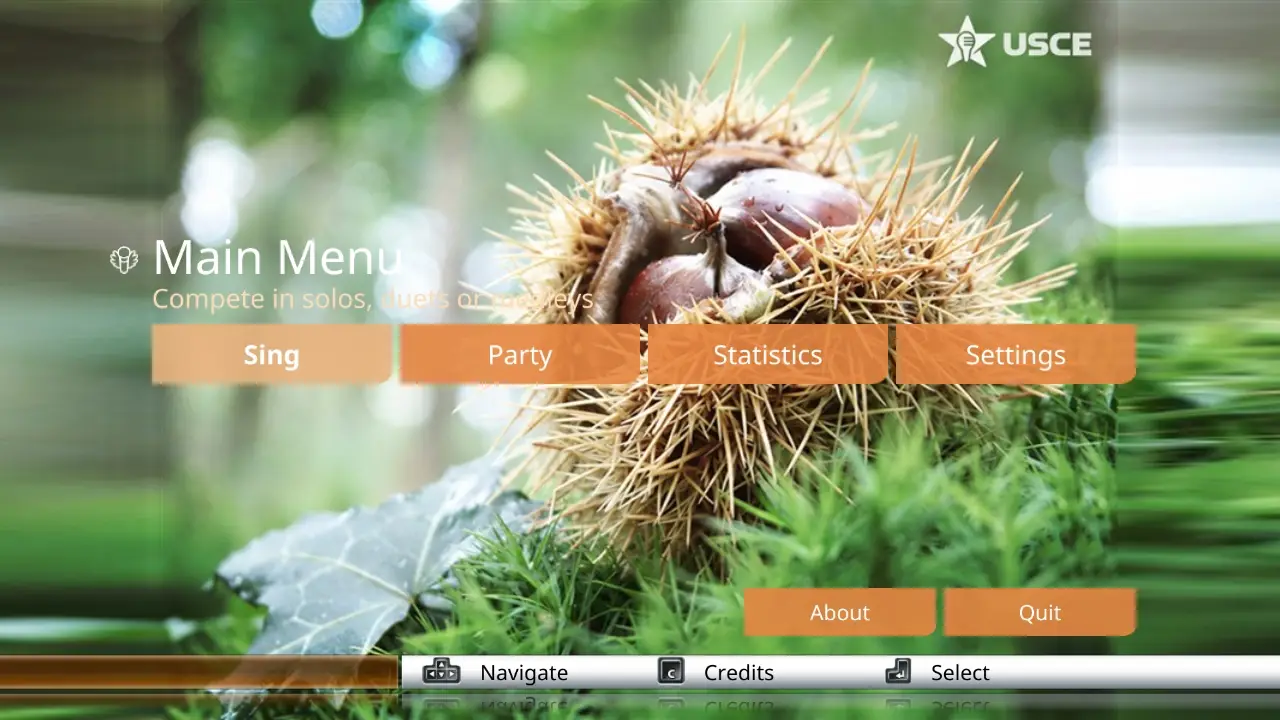 USCE
Main Menu
Compete in solos, duets or medleys
Sing
Party
Statistics
Settings
About
Quit
Navigate
C
Credits
Select